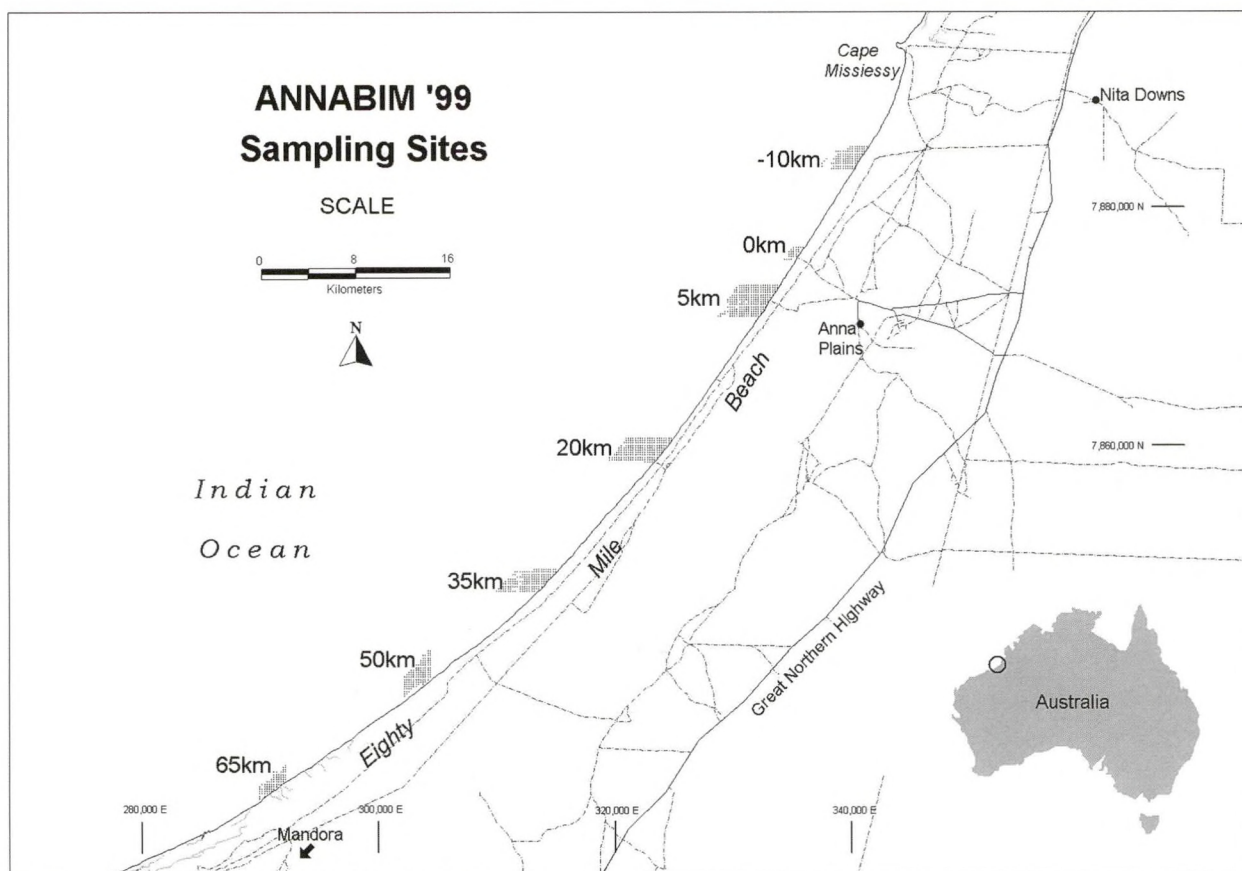 ANNABIM '99
Sampling Sites
SCALE
0 8 16
Kilometers
N
Cape
Missiessy
Nita Downs
-10km
7,880,000 N
0km
5km
Anna
Plains
Beach
20km
7,860,000 N
Indian
Ocean
Mile
35km
Great Northern Highway
50km
Australia
Eighty
65km
280,000 E
300,000 E
320,000 E
340,000 E
Mandora